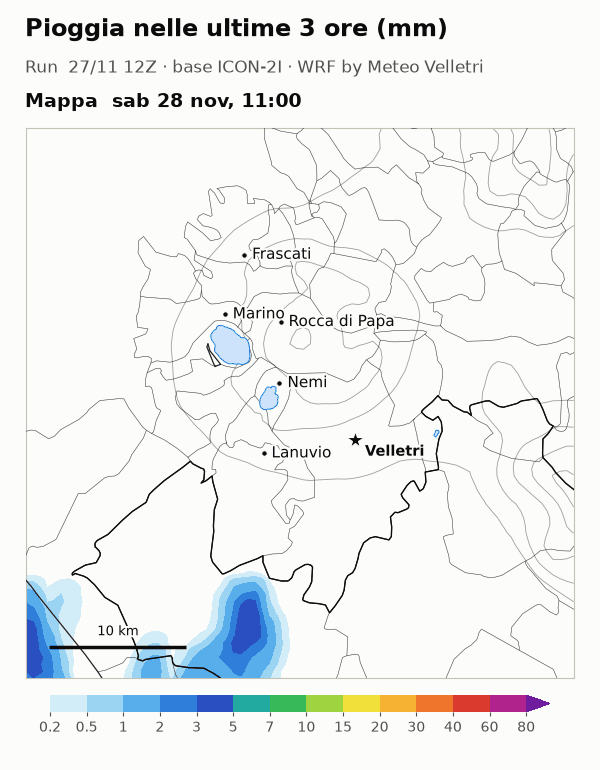 Pioggia nelle ultime 3 ore (mm)
Run  27/11 12Z · base ICON-2I · WRF by Meteo Velletri
Mappa  sab 28 nov, 11:00
Frascati
Marino
Rocca di Papa
Nemi
Velletri
Lanuvio
10 km
0.2 0.5 1 2 3 5 7 10 15 20 30 40 60 80